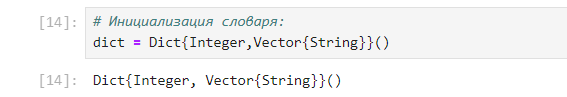 [14]: # Инициализация словаря:
dict = Dict{Integer,Vector{String}}()
[14]: Dict{Integer, Vector{String}}()